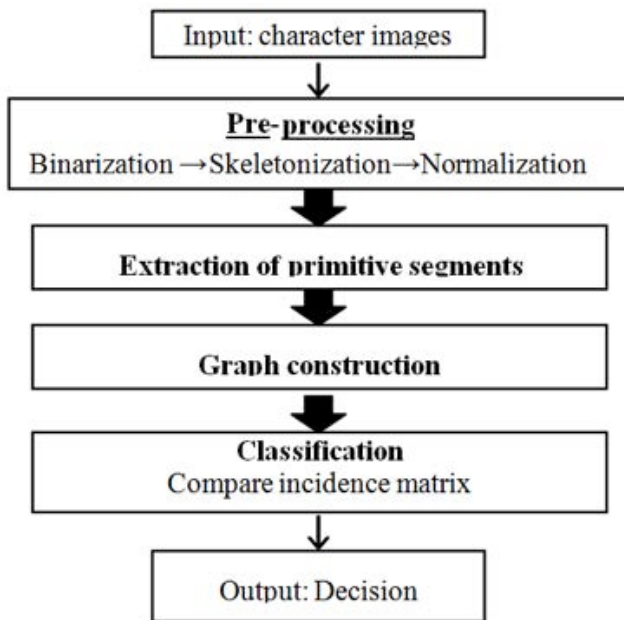 Input: character images
Pre-processing
Binarization →Skeletonization→Normalization
Extraction of primitive segments
Graph construction
Classification
Compare incidence matrix
Output: Decision